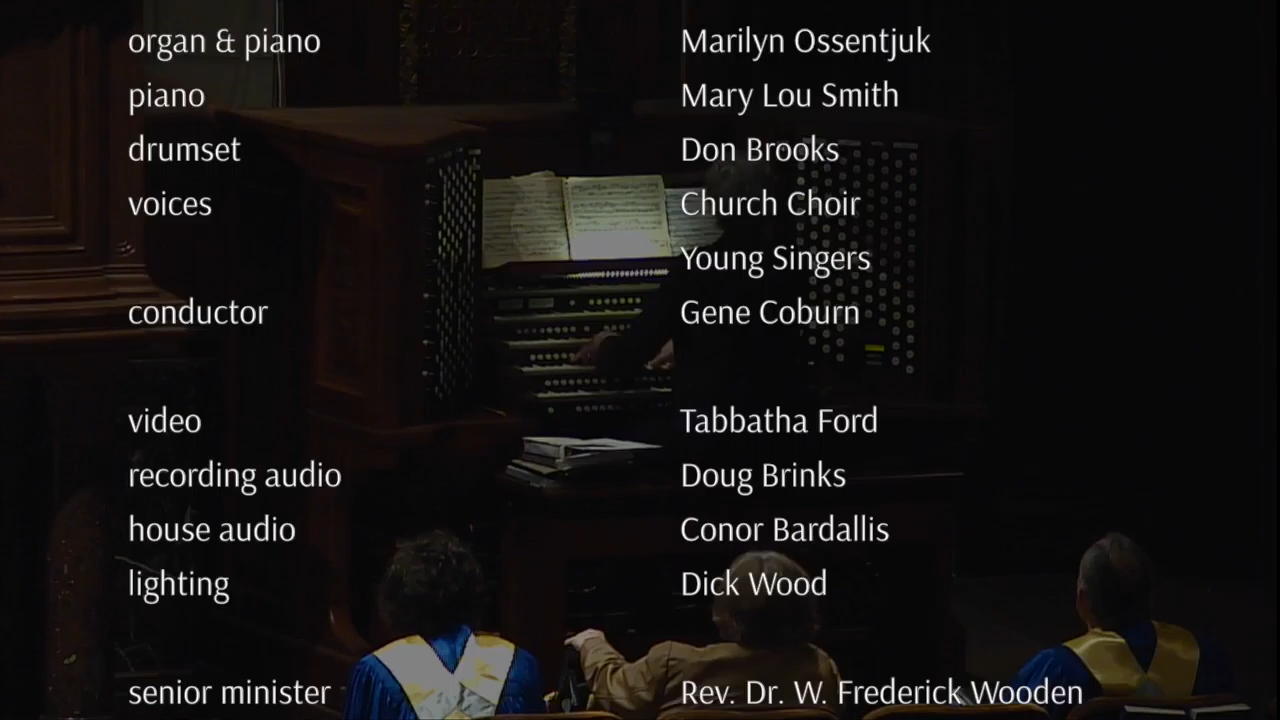 organ & piano Marilyn Ossentjuk
piano Mary Lou Smith
drumset Don Brooks
voices Church Choir
Young Singers
conductor Gene Coburn
video Tabbatha Ford
recording audio Doug Brinks
house audio Conor Bardallis
lighting Dick Wood
senior minister Rev. Dr. W. Frederick Wooden